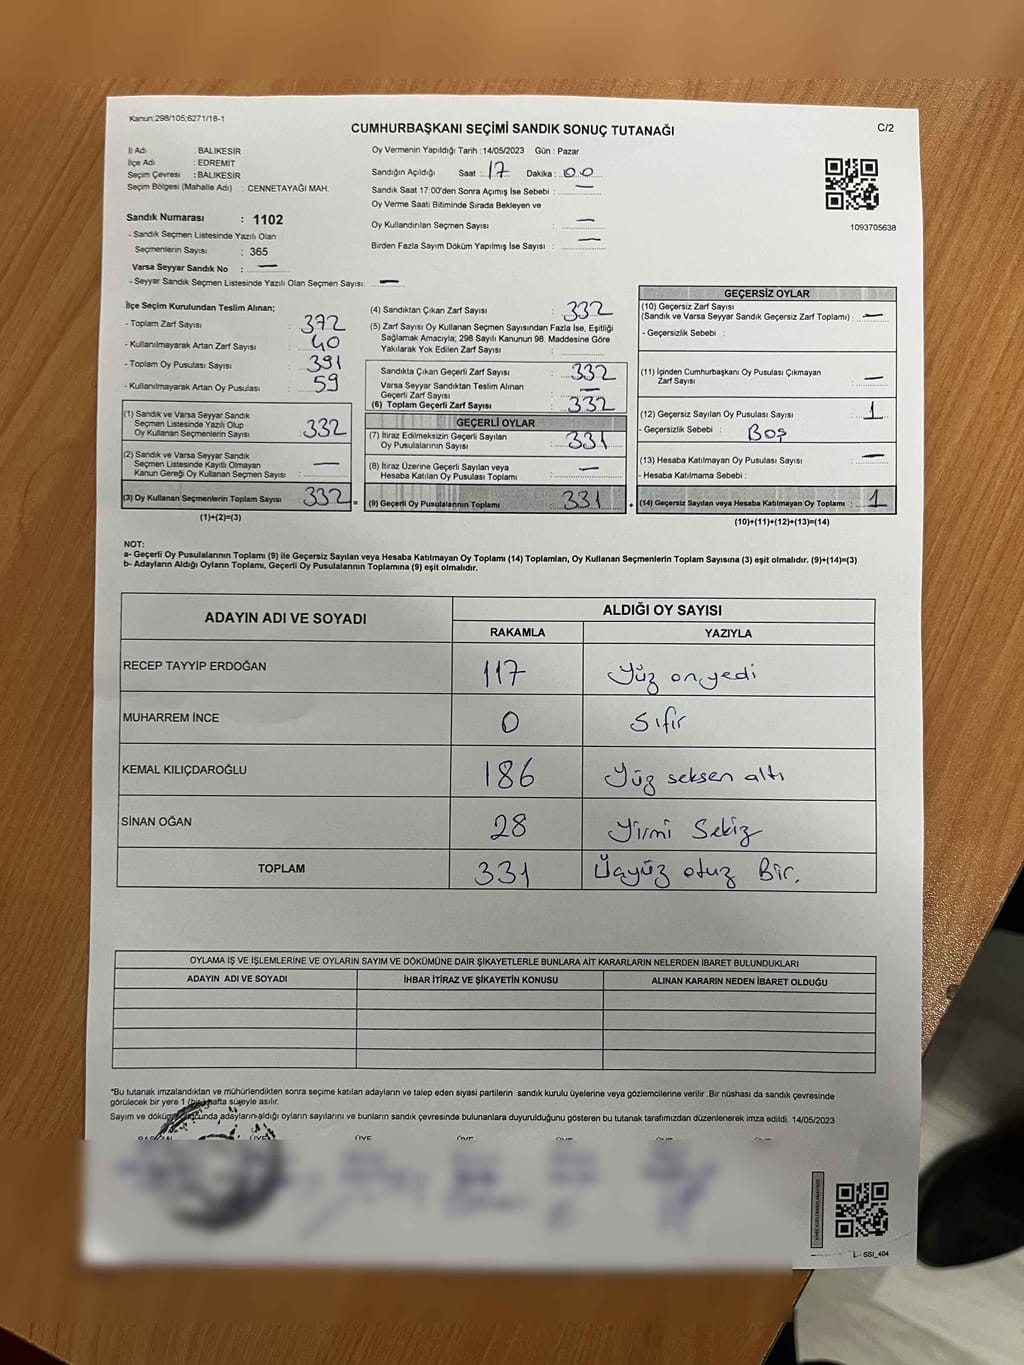 Kanun;298/105;6271/18-1
CUMHURBAŞKANI SEÇİMİ SANDIK SONUÇ TUTANAĞI
C/2
İl Adı : BALIKESİR
İlçe Adı : EDREMİT
Seçim Çevresi : BALIKESİR
Seçim Bölgesi (Mahalle Adı) : CENNETAYAĞI MAH.
Oy Vermenin Yapıldığı Tarih : 14/05/2023 Gün : Pazar
Sandığın Açıldığı Saat : 17 Dakika : 00
Sandık Saat 17:00'den Sonra Açımış İse Sebebi : —
Oy Verme Saati Bitiminde Sırada Bekleyen ve
Oy Kullandırılan Seçmen Sayısı : —
Birden Fazla Sayım Döküm Yapılmış İse Sayısı : —
1093705638
Sandık Numarası : 1102
- Sandık Seçmen Listesinde Yazılı Olan
Seçmenlerin Sayısı : 365
Varsa Seyyar Sandık No : —
- Seyyar Sandık Seçmen Listesinde Yazılı Olan Seçmen Sayısı: —
İlçe Seçim Kurulundan Teslim Alınan;
- Toplam Zarf Sayısı : 372
- Kullanılmayarak Artan Zarf Sayısı : 40
- Toplam Oy Pusulası Sayısı : 391
- Kullanılmayarak Artan Oy Pusulası : 59
(1) Sandık ve Varsa Seyyar Sandık
Seçmen Listesinde Yazılı Olup
Oy Kullanan Seçmenlerin Sayısı : 332
(2) Sandık ve Varsa Seyyar Sandık
Seçmen Listesinde Kayıtlı Olmayan
Kanun Gereği Oy Kullanan Seçmen Sayısı : —
(3) Oy Kullanan Seçmenlerin Toplam Sayısı : 332 =
(1)+(2)=(3)
(4) Sandıktan Çıkan Zarf Sayısı : 332
(5) Zarf Sayısı Oy Kullanan Seçmen Sayısından Fazla İse, Eşitliği
Sağlamak Amacıyla; 298 Sayılı Kanunun 98. Maddesine Göre
Yakılarak Yok Edilen Zarf Sayısı :
Sandıkta Çıkan Geçerli Zarf Sayısı : 332
Varsa Seyyar Sandıktan Teslim Alınan
Geçerli Zarf Sayısı : —
(6) Toplam Geçerli Zarf Sayısı : 332
GEÇERLİ OYLAR
(7) İtiraz Edilmeksizin Geçerli Sayılan
Oy Pusulalarının Sayısı : 331
(8) İtiraz Üzerine Geçerli Sayılan veya
Hesaba Katılan Oy Pusulası Toplamı : —
(9) Geçerli Oy Pusulalarının Toplamı : 331 +
GEÇERSİZ OYLAR
(10) Geçersiz Zarf Sayısı
(Sandık ve Varsa Seyyar Sandık Geçersiz Zarf Toplamı) : —
- Geçersizlik Sebebi :
(11) İçinden Cumhurbaşkanı Oy Pusulası Çıkmayan
Zarf Sayısı : —
(12) Geçersiz Sayılan Oy Pusulası Sayısı : 1
- Geçersizlik Sebebi : Boş
(13) Hesaba Katılmayan Oy Pusulası Sayısı : —
- Hesaba Katılmama Sebebi :
(14) Geçersiz Sayılan veya Hesaba Katılmayan Oy Toplamı : 1
(10)+(11)+(12)+(13)=(14)
NOT:
a- Geçerli Oy Pusulalarının Toplamı (9) ile Geçersiz Sayılan veya Hesaba Katılmayan Oy Toplamı (14) Toplamları, Oy Kullanan Seçmenlerin Toplam Sayısına (3) eşit olmalıdır. (9)+(14)=(3)
b- Adayların Aldığı Oyların Toplamı, Geçerli Oy Pusulalarının Toplamına (9) eşit olmalıdır.
ADAYIN ADI VE SOYADI
ALDIĞI OY SAYISI
RAKAMLA YAZIYLA
RECEP TAYYİP ERDOĞAN 117 Yüz onyedi
MUHARREM İNCE 0 Sıfır
KEMAL KILIÇDAROĞLU 186 Yüz seksen altı
SİNAN OĞAN 28 Yirmi Sekiz
TOPLAM 331 Üçyüz otuz Bir.
OYLAMA İŞ VE İŞLEMLERİNE VE OYLARIN SAYIM VE DÖKÜMÜNE DAİR ŞİKAYETLERLE BUNLARA AİT KARARLARIN NELERDEN İBARET BULUNDUKLARI
ADAYIN ADI VE SOYADI İHBAR İTİRAZ VE ŞİKAYETİN KONUSU ALINAN KARARIN NEDEN İBARET OLDUĞU
*Bu tutanak imzalandıktan ve mühürlendikten sonra seçime katılan adayların ve talep eden siyasi partilerin sandık kurulu üyelerine veya gözlemcilerine verilir .Bir nüshası da sandık çevresinde
görülecek bir yere 1 (bir) hafta süreyle asılır.
Sayım ve döküm sonucunda adayların aldığı oyların sayılarını ve bunların sandık çevresinde bulunanlara duyurulduğunu gösteren bu tutanak tarafımızdan düzenlenerek imza edildi. 14/05/2023
SSI_404